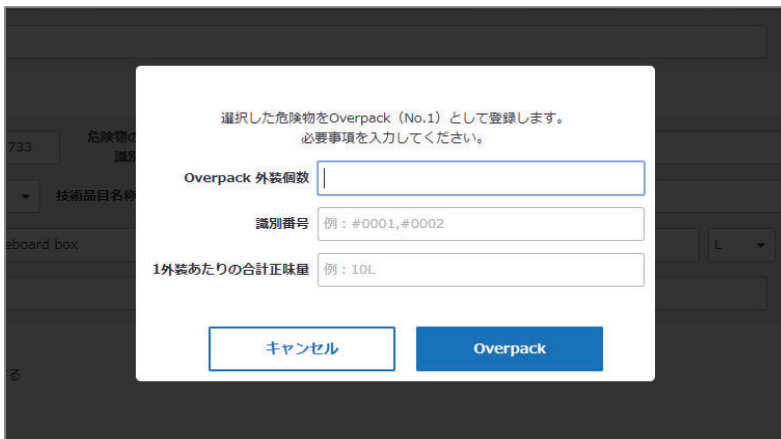 選択した危険物をOverpack（No.1）として登録します。
必要事項を入力してください。
733
危険物の
識別
Overpack 外装個数
技術品目名称
識別番号 例：#0001,#0002
eboard box
L
1外装あたりの合計正味量 例：10L
キャンセル Overpack
る